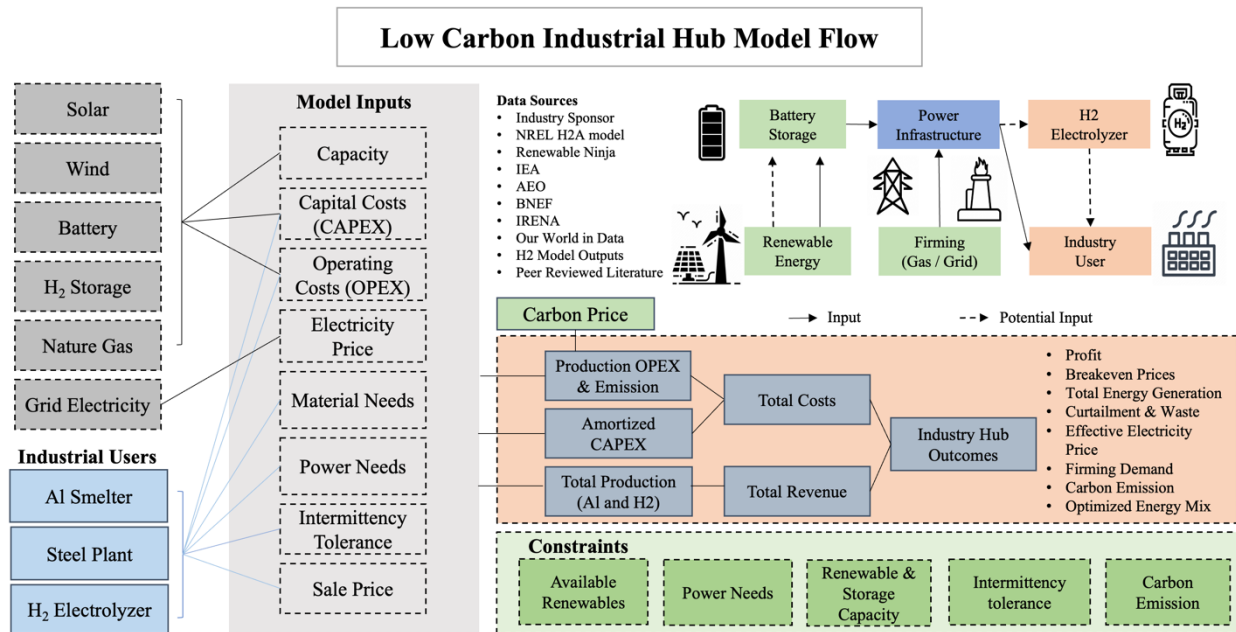 Low Carbon Industrial Hub Model Flow
Solar
Wind
Battery
H₂ Storage
Nature Gas
Grid Electricity
Industrial Users
Al Smelter
Steel Plant
H₂ Electrolyzer
Model Inputs
Capacity
Capital Costs
(CAPEX)
Operating
Costs (OPEX)
Electricity
Price
Material Needs
Power Needs
Intermittency
Tolerance
Sale Price
Data Sources
• Industry Sponsor
• NREL H2A model
• Renewable Ninja
• IEA
• AEO
• BNEF
• IRENA
• Our World in Data
• H2 Model Outputs
• Peer Reviewed Literature
Battery
Storage
Power
Infrastructure
H2
Electrolyzer
H₂
Renewable
Energy
Firming
(Gas / Grid)
Industry
User
Input
Potential Input
Carbon Price
Production OPEX
& Emission
Amortized
CAPEX
Total Production
(Al and H2)
Total Costs
Total Revenue
Industry Hub
Outcomes
• Profit
• Breakeven Prices
• Total Energy Generation
• Curtailment & Waste
• Effective Electricity
Price
• Firming Demand
• Carbon Emission
• Optimized Energy Mix
Constraints
Available
Renewables
Power Needs
Renewable &
Storage
Capacity
Intermittency
tolerance
Carbon
Emission